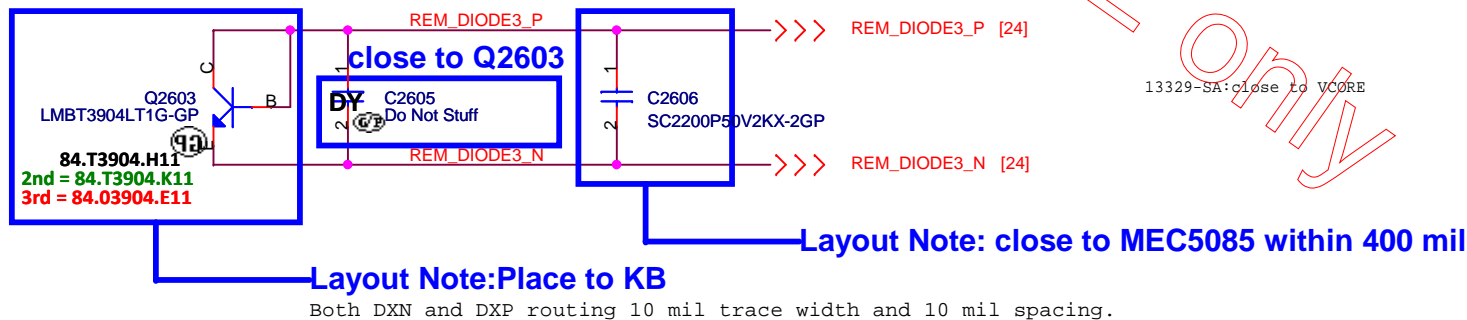 REM_DIODE3_P
REM_DIODE3_P [24]
only
close to Q2603
13329-SA:close to VCORE
C
1
1
Q2603
LMBT3904LT1G-GP
B
DY
C2605
Do Not Stuff
G/P
C2606
SC2200P50V2KX-2GP
2
2
GP
E
84.T3904.H11
2nd = 84.T3904.K11
3rd = 84.03904.E11
REM_DIODE3_N
REM_DIODE3_N [24]
Layout Note: close to MEC5085 within 400 mil
Layout Note:Place to KB
Both DXN and DXP routing 10 mil trace width and 10 mil spacing.